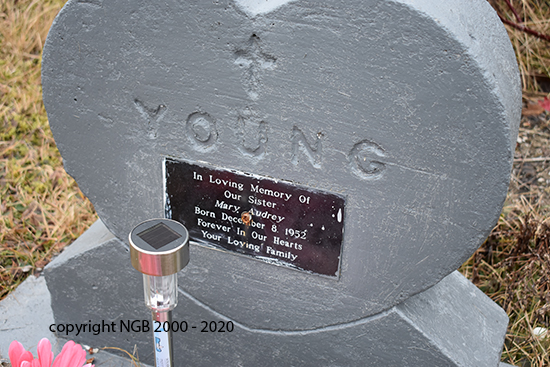 YOUNG
In Loving Memory Of
Our Sister
Mary Audrey
Born December 8, 1952
Forever In Our Hearts
Your Loving Family
copyright NGB 2000 - 2020